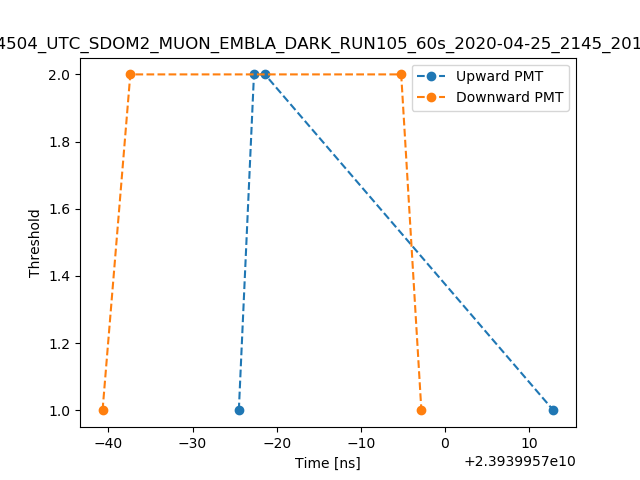 4504_UTC_SDOM2_MUON_EMBLA_DARK_RUN105_60s_2020-04-25_2145_201
Upward PMT
Downward PMT
2.0
1.8
1.6
1.4
1.2
1.0
Threshold
−40
−30
−20
−10
0
10
Time [ns]
+2.3939957e10